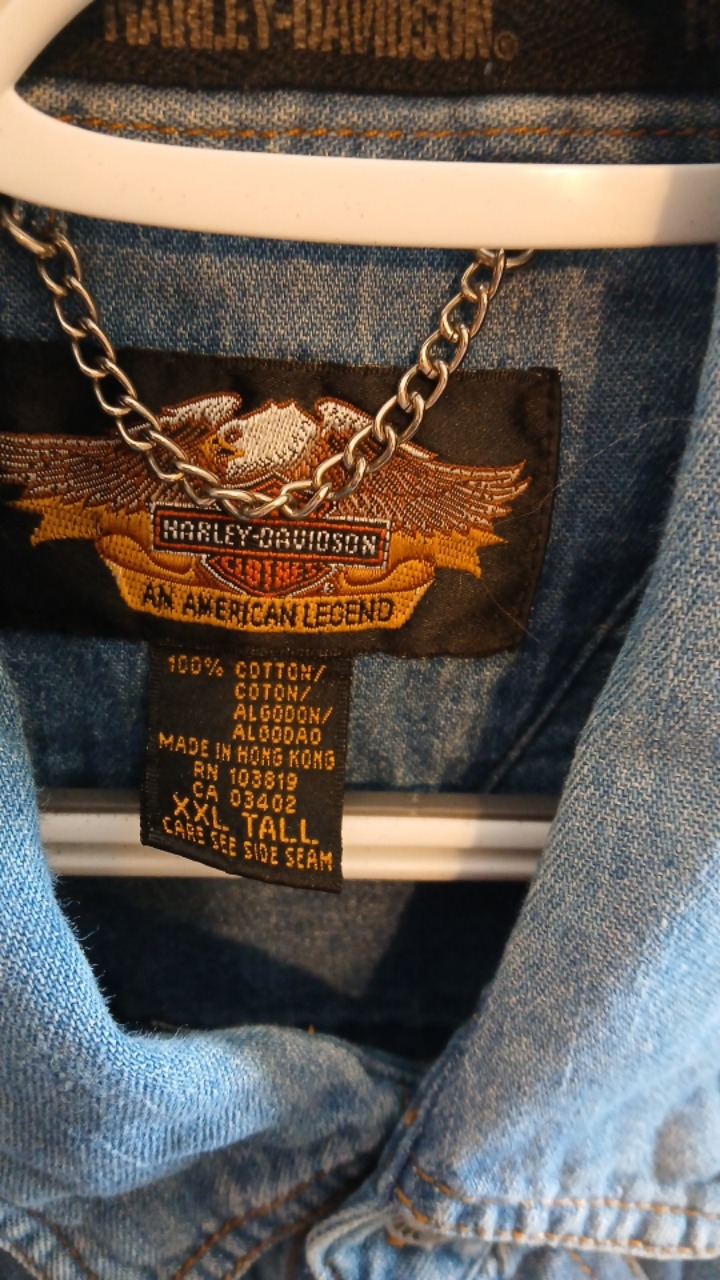 HARLEY-DAVIDSON®
HARLEY-DAVIDSON
AN AMERICAN LEGEND
100% COTTON/
COTON/
ALGODON/
ALGODAO
MADE IN HONG KONG
RN 103819
CA 03402
XXL TALL
CARE SEE SIDE SEAM